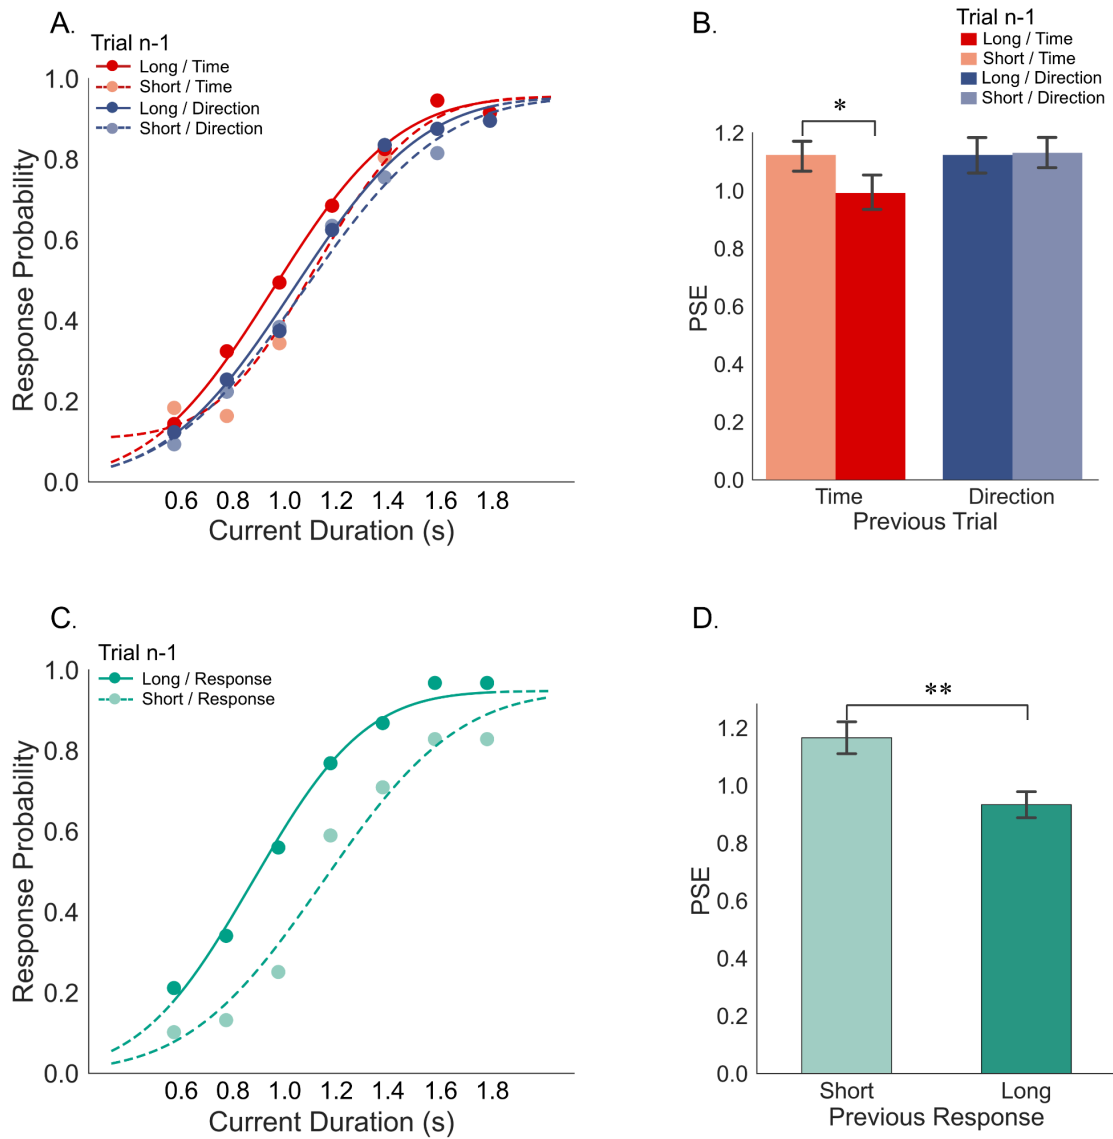 A.
Trial n-1
Long / Time
Short / Time
Long / Direction
Short / Direction
1.0
0.8
0.6
0.4
0.2
0.0
Response Probability
0.6 0.8 1.0 1.2 1.4 1.6 1.8
Current Duration (s)
B.
Trial n-1
Long / Time
Short / Time
Long / Direction
Short / Direction
*
1.2
1.0
0.8
0.6
0.4
0.2
0.0
PSE
Time Direction
Previous Trial
C.
Trial n-1
Long / Response
Short / Response
1.0
0.8
0.6
0.4
0.2
0.0
Response Probability
0.6 0.8 1.0 1.2 1.4 1.6 1.8
Current Duration (s)
D.
**
1.2
1.0
0.8
0.6
0.4
0.2
0.0
PSE
Short Long
Previous Response